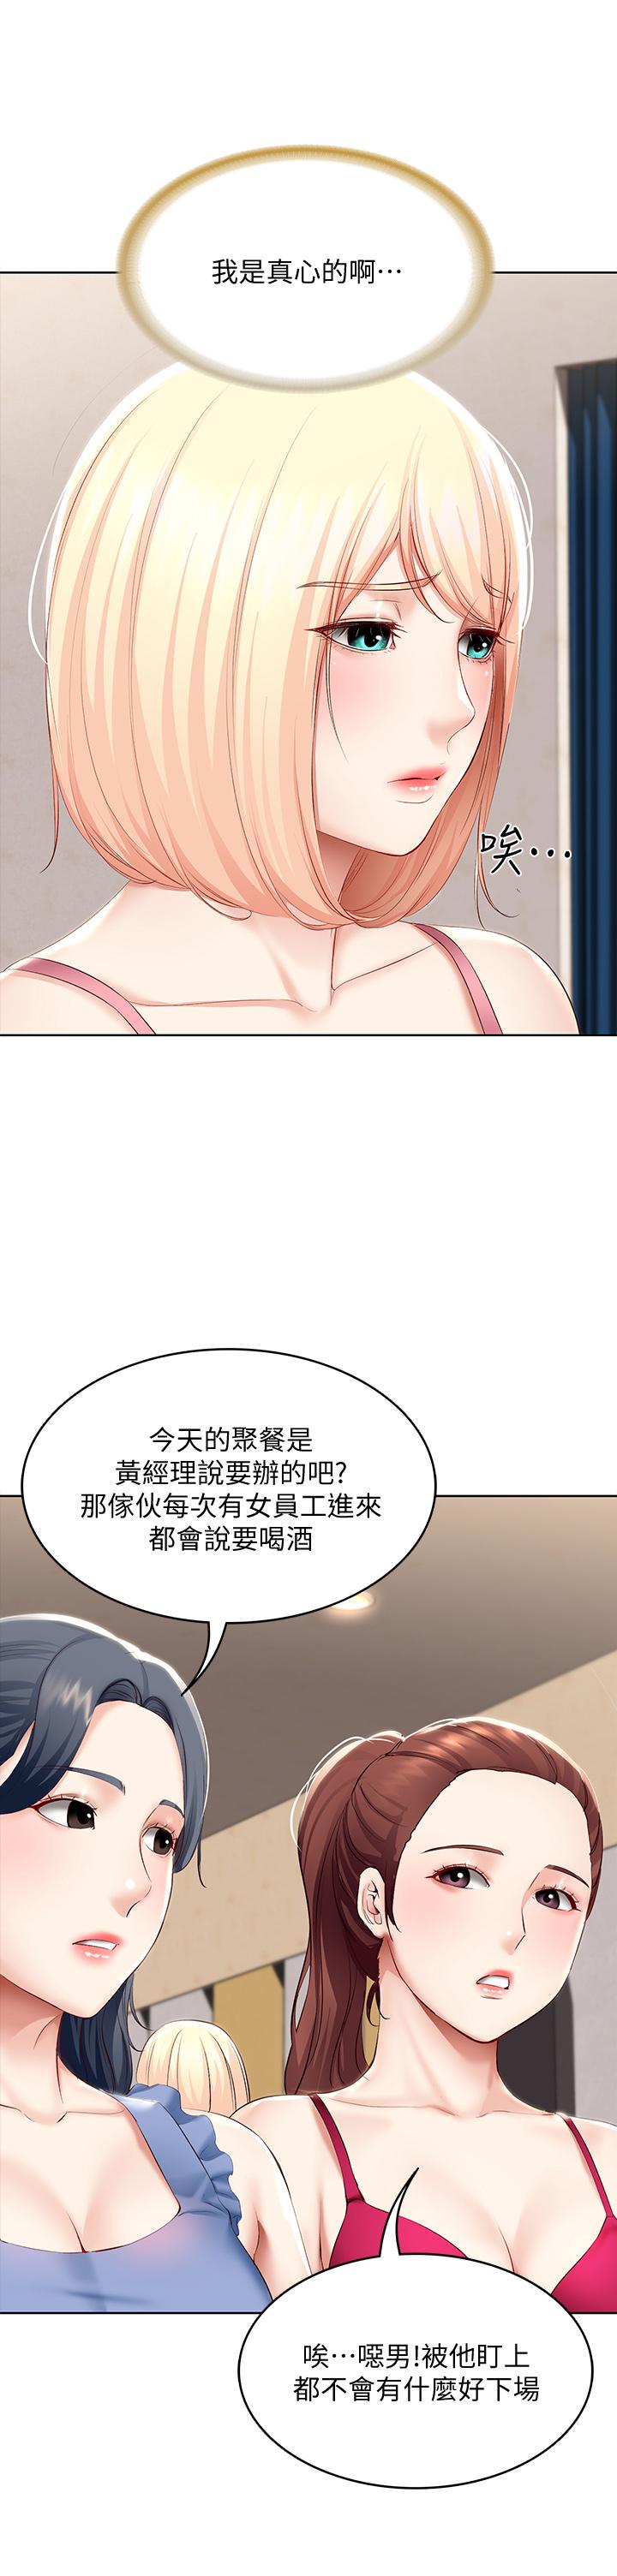 我是真心的啊…
唉…
今天的聚餐是
黃經理說要辦的吧?
那傢伙每次有女員工進來
都會說要喝酒
唉…噁男!被他盯上
都不會有什麼好下場